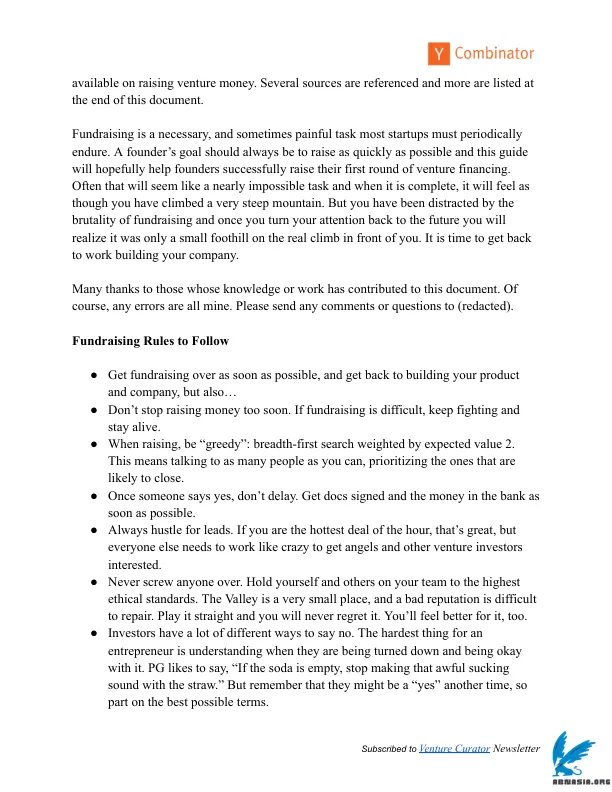 Y Combinator
available on raising venture money. Several sources are referenced and more are listed at
the end of this document.
Fundraising is a necessary, and sometimes painful task most startups must periodically
endure. A founder’s goal should always be to raise as quickly as possible and this guide
will hopefully help founders successfully raise their first round of venture financing.
Often that will seem like a nearly impossible task and when it is complete, it will feel as
though you have climbed a very steep mountain. But you have been distracted by the
brutality of fundraising and once you turn your attention back to the future you will
realize it was only a small foothill on the real climb in front of you. It is time to get back
to work building your company.
Many thanks to those whose knowledge or work has contributed to this document. Of
course, any errors are all mine. Please send any comments or questions to (redacted).
Fundraising Rules to Follow
● Get fundraising over as soon as possible, and get back to building your product
and company, but also…
● Don’t stop raising money too soon. If fundraising is difficult, keep fighting and
stay alive.
● When raising, be “greedy”: breadth-first search weighted by expected value 2.
This means talking to as many people as you can, prioritizing the ones that are
likely to close.
● Once someone says yes, don’t delay. Get docs signed and the money in the bank as
soon as possible.
● Always hustle for leads. If you are the hottest deal of the hour, that’s great, but
everyone else needs to work like crazy to get angels and other venture investors
interested.
● Never screw anyone over. Hold yourself and others on your team to the highest
ethical standards. The Valley is a very small place, and a bad reputation is difficult
to repair. Play it straight and you will never regret it. You’ll feel better for it, too.
● Investors have a lot of different ways to say no. The hardest thing for an
entrepreneur is understanding when they are being turned down and being okay
with it. PG likes to say, “If the soda is empty, stop making that awful sucking
sound with the straw.” But remember that they might be a “yes” another time, so
part on the best possible terms.
Subscribed to Venture Curator Newsletter
ABNASIA.ORG